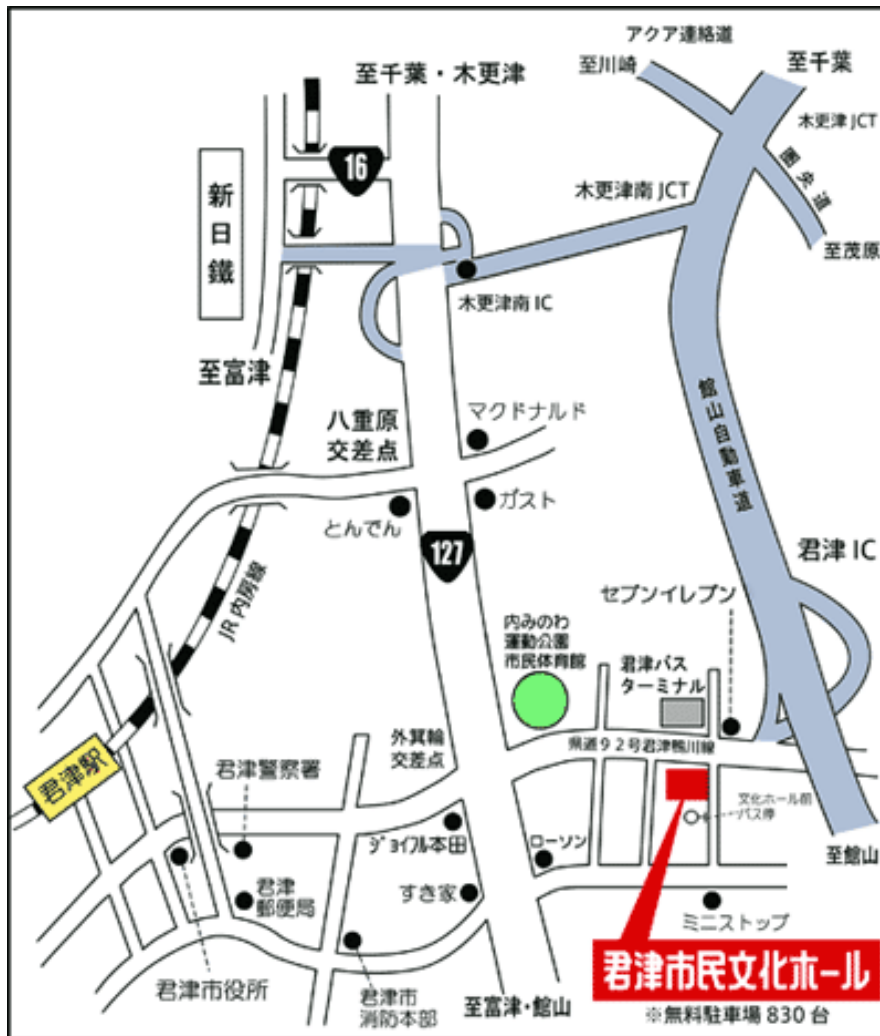 アクア連絡道
至川崎
至千葉
至千葉・木更津
木更津 JCT
16
圏央道
新日鐵
木更津南 JCT
至茂原
木更津南 IC
至富津
館山自動車道
マクドナルド
八重原
交差点
ガスト
とんでん
127
君津 IC
JR 内房線
セブンイレブン
内みのわ
運動公園
市民体育館
君津バス
ターミナル
外箕輪
交差点
県道92号君津鴨川線
君津駅
君津警察署
文化ホール前
バス停
ジョイフル本田
ローソン
至館山
君津
郵便局
すき家
ミニストップ
君津市役所
君津市
消防本部
至富津・館山
君津市民文化ホール
※無料駐車場 830 台